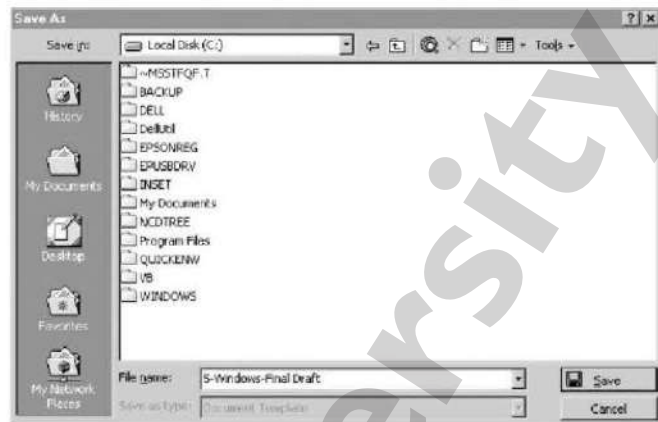 Save As
Save in:
Local Disk (C:)
Tools
~MSSTFQF.T
BACKUP
DELL
DellUtil
EPSONREG
EPUSBDRV
INSET
My Documents
NCDTREE
Program Files
QUICKENW
VB
WINDOWS
History
My Documents
Desktop
Favorites
My Network
Places
File name:
5-Windows-Final Draft
Save
Save as type:
Document Template
Cancel
ersity